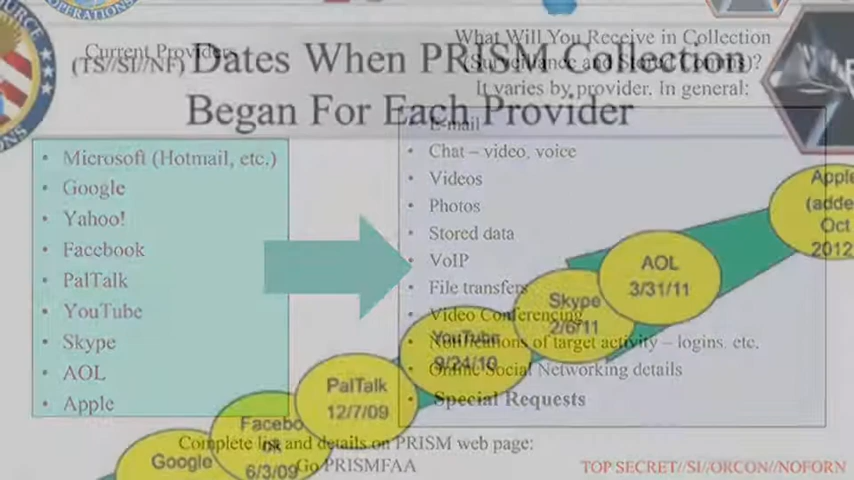 OPERATIONS
Current Providers
(TS//SI//NF) Dates When PRISM Collection
Began For Each Provider
What Will You Receive in Collection
(Surveillance and Stored Comms)?
It varies by provider. In general:
• Microsoft (Hotmail, etc.)
• Google
• Yahoo!
• Facebook
• PalTalk
• YouTube
• Skype
• AOL
• Apple
• E-mail
• Chat – video, voice
• Videos
• Photos
• Stored data
• VoIP
• File transfers
• Video Conferencing
• Notifications of target activity – logins, etc.
• Online Social Networking details
• Special Requests
Google
Facebo
ok
6/3/09
PalTalk
12/7/09
YouTube
9/24/10
Skype
2/6/11
AOL
3/31/11
Apple
(adde
Oct
2012
Complete list and details on PRISM web page:
Go PRISMFAA
TOP SECRET//SI//ORCON//NOFORN